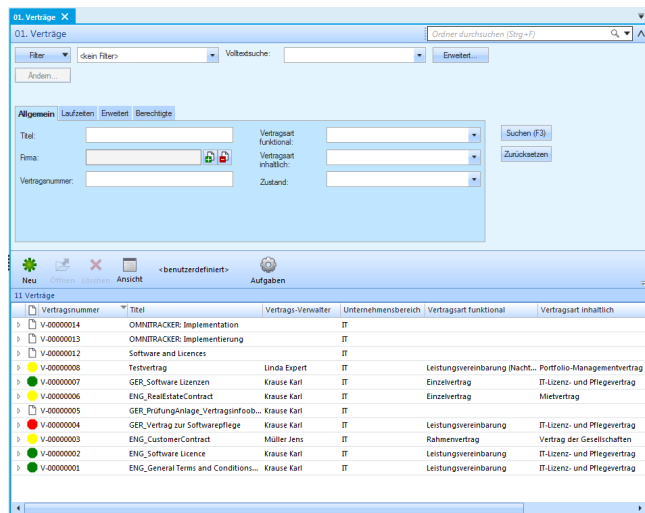 01. Verträge X
01. Verträge Ordner durchsuchen (Strg+F)
Filter <kein Filter> Volltextsuche: Erweitert...
Ändern...
Allgemein Laufzeiten Erweitert Berechtigte
Titel: Vertragsart funktional: Suchen (F3)
Firma: Vertragsart inhaltlich: Zurücksetzen
Vertragsnummer: Zustand:
Neu Öffnen Löschen Ansicht <benutzerdefiniert> Aufgaben
11 Verträge
Vertragsnummer Titel Vertrags-Verwalter Unternehmensbereich Vertragsart funktional Vertragsart inhaltlich
V-00000014 OMNITRACKER: Implementation IT
V-00000013 OMNITRACKER: Implementierung IT
V-00000012 Software and Licences IT
V-00000008 Testvertrag Linda Expert IT Leistungsvereinbarung (Nacht... Portfolio-Managementvertrag
V-00000007 GER_Software Lizenzen Krause Karl IT Einzelvertrag IT-Lizenz- und Pflegevertrag
V-00000006 ENG_RealEstateContract Krause Karl IT Einzelvertrag Mietvertrag
V-00000005 GER_PrüfungAnlage_Vertragsinfoob... Krause Karl IT
V-00000004 GER_Vertrag zur Softwarepflege Krause Karl IT Leistungsvereinbarung IT-Lizenz- und Pflegevertrag
V-00000003 ENG_CustomerContract Müller Jens IT Rahmenvertrag Vertrag der Gesellschaften
V-00000002 ENG_Software Licence Krause Karl IT Leistungsvereinbarung IT-Lizenz- und Pflegevertrag
V-00000001 ENG_General Terms and Conditions... Krause Karl IT Leistungsvereinbarung IT-Lizenz- und Pflegevertrag